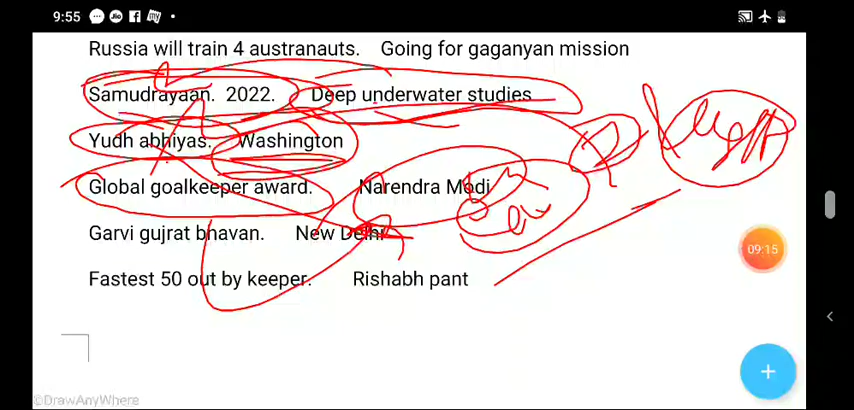 9:55
Russia will train 4 austranauts. Going for gaganyan mission
Samudrayaan. 2022. Deep underwater studies
Yudh abhiyas. Washington
Global goalkeeper award. Narendra Modi
Garvi gujrat bhavan. New Delhi
Fastest 50 out by keeper. Rishabh pant
09:15
©DrawAnyWhere